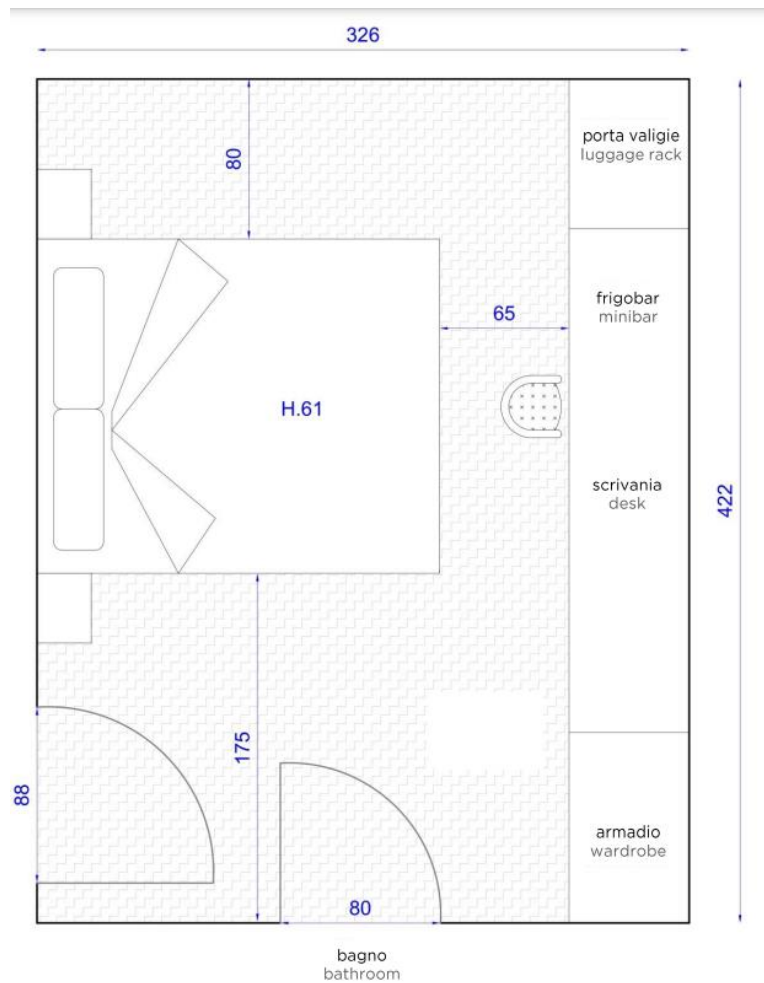 326
porta valigie
luggage rack
80
frigobar
minibar
65
H.61
scrivania
desk
422
175
88
armadio
wardrobe
80
bagno
bathroom